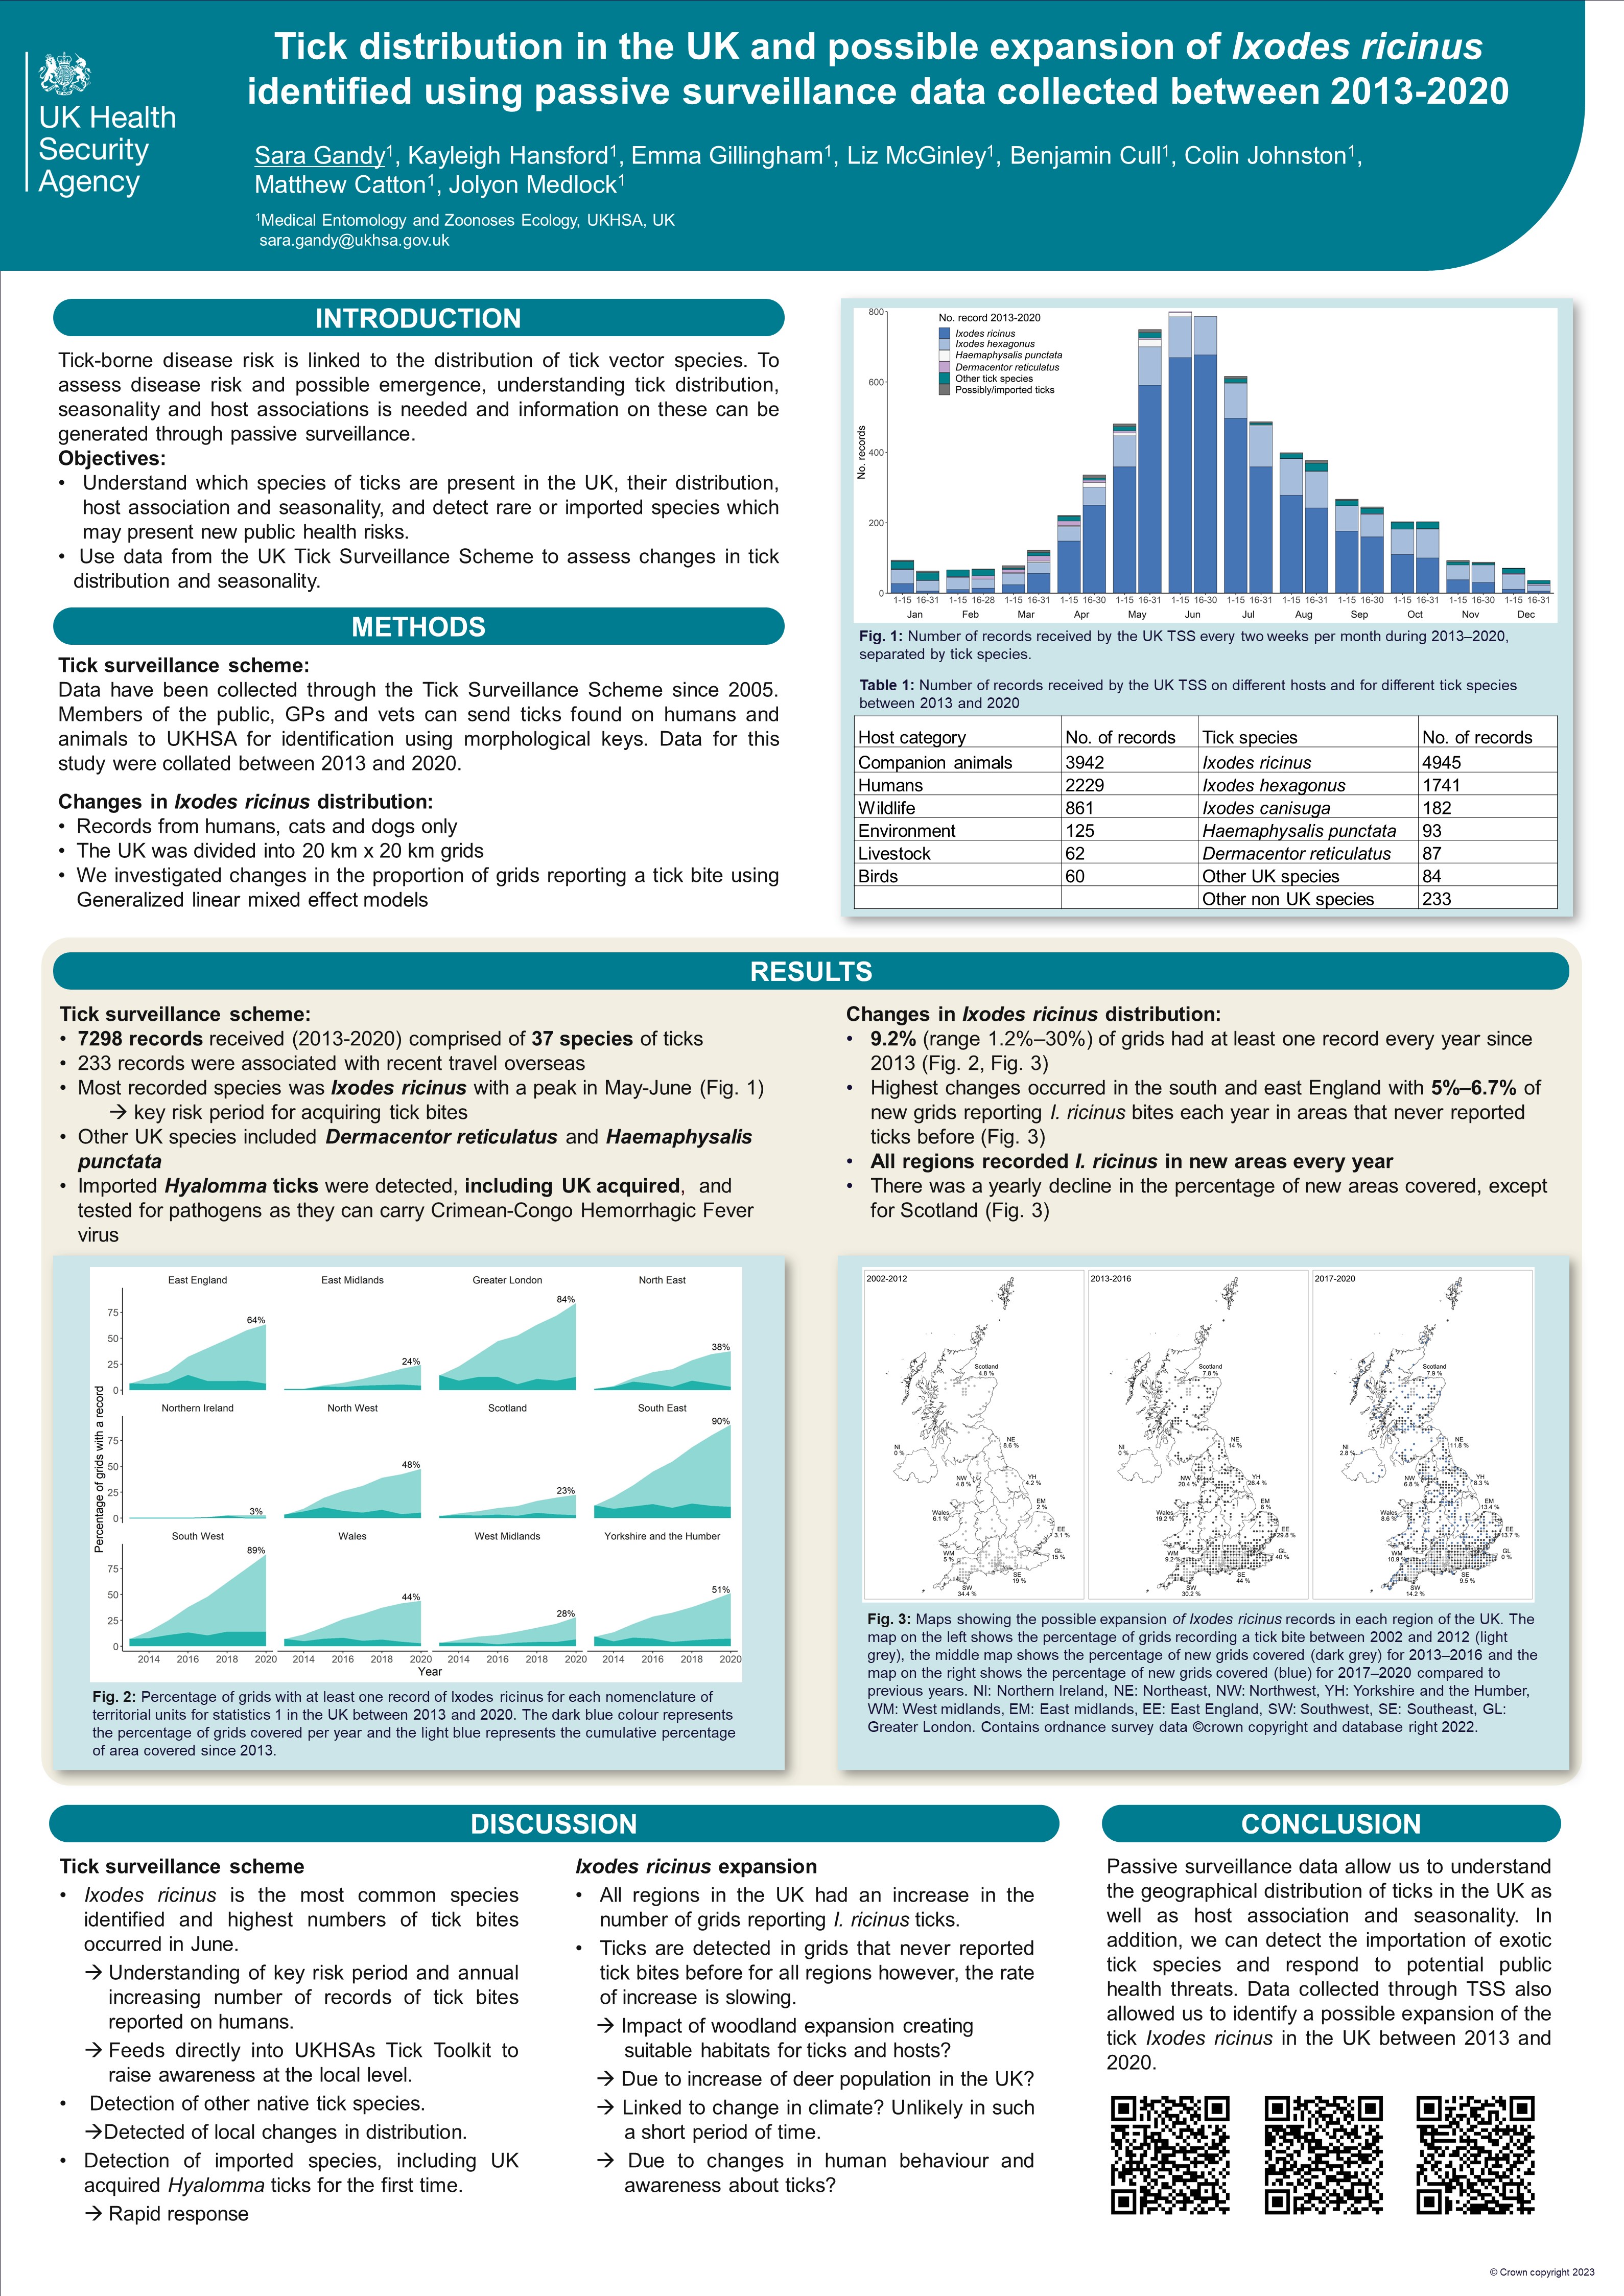 UK Health
Security
Agency
Tick distribution in the UK and possible expansion of Ixodes ricinus
identified using passive surveillance data collected between 2013-2020
Sara Gandy1, Kayleigh Hansford1, Emma Gillingham1, Liz McGinley1, Benjamin Cull1, Colin Johnston1,
Matthew Catton1, Jolyon Medlock1
1Medical Entomology and Zoonoses Ecology, UKHSA, UK
sara.gandy@ukhsa.gov.uk
INTRODUCTION
Tick-borne disease risk is linked to the distribution of tick vector species. To
assess disease risk and possible emergence, understanding tick distribution,
seasonality and host associations is needed and information on these can be
generated through passive surveillance.
Objectives:
• Understand which species of ticks are present in the UK, their distribution,
host association and seasonality, and detect rare or imported species which
may present new public health risks.
• Use data from the UK Tick Surveillance Scheme to assess changes in tick
distribution and seasonality.
METHODS
Tick surveillance scheme:
Data have been collected through the Tick Surveillance Scheme since 2005.
Members of the public, GPs and vets can send ticks found on humans and
animals to UKHSA for identification using morphological keys. Data for this
study were collated between 2013 and 2020.
Changes in Ixodes ricinus distribution:
• Records from humans, cats and dogs only
• The UK was divided into 20 km x 20 km grids
• We investigated changes in the proportion of grids reporting a tick bite using
Generalized linear mixed effect models
No. record 2013-2020
Ixodes ricinus
Ixodes hexagonus
Haemaphysalis punctata
Dermacentor reticulatus
Other tick species
Possibly/imported ticks
No. records
800
600
400
200
0
1-15 16-31 1-15 16-28 1-15 16-31 1-15 16-30 1-15 16-31 1-15 16-30 1-15 16-31 1-15 16-31 1-15 16-30 1-15 16-31 1-15 16-30 1-15 16-31
Jan Feb Mar Apr May Jun Jul Aug Sep Oct Nov Dec
Fig. 1: Number of records received by the UK TSS every two weeks per month during 2013–2020,
separated by tick species.
Table 1: Number of records received by the UK TSS on different hosts and for different tick species
between 2013 and 2020
Host category No. of records Tick species No. of records
Companion animals 3942 Ixodes ricinus 4945
Humans 2229 Ixodes hexagonus 1741
Wildlife 861 Ixodes canisuga 182
Environment 125 Haemaphysalis punctata 93
Livestock 62 Dermacentor reticulatus 87
Birds 60 Other UK species 84
Other non UK species 233
RESULTS
Tick surveillance scheme:
• 7298 records received (2013-2020) comprised of 37 species of ticks
• 233 records were associated with recent travel overseas
• Most recorded species was Ixodes ricinus with a peak in May-June (Fig. 1)
→ key risk period for acquiring tick bites
• Other UK species included Dermacentor reticulatus and Haemaphysalis
punctata
• Imported Hyalomma ticks were detected, including UK acquired, and
tested for pathogens as they can carry Crimean-Congo Hemorrhagic Fever
virus
Changes in Ixodes ricinus distribution:
• 9.2% (range 1.2%–30%) of grids had at least one record every year since
2013 (Fig. 2, Fig. 3)
• Highest changes occurred in the south and east England with 5%–6.7% of
new grids reporting I. ricinus bites each year in areas that never reported
ticks before (Fig. 3)
• All regions recorded I. ricinus in new areas every year
• There was a yearly decline in the percentage of new areas covered, except
for Scotland (Fig. 3)
Percentage of grids with a record
East England East Midlands Greater London North East
75
50
25
0
64% 24% 84% 38%
Northern Ireland North West Scotland South East
75
50
25
0
3% 48% 23% 90%
South West Wales West Midlands Yorkshire and the Humber
75
50
25
0
89% 44% 28% 51%
2014 2016 2018 2020 2014 2016 2018 2020 2014 2016 2018 2020 2014 2016 2018 2020
Year
Fig. 2: Percentage of grids with at least one record of Ixodes ricinus for each nomenclature of
territorial units for statistics 1 in the UK between 2013 and 2020. The dark blue colour represents
the percentage of grids covered per year and the light blue represents the cumulative percentage
of area covered since 2013.
2002-2012
Scotland
4.8 %
NI
0 %
NE
8.6 %
NW
4.8 %
YH
4.2 %
EM
2 %
Wales
6.1 %
EE
3.1 %
WM
5 %
GL
15 %
SE
19 %
SW
34.4 %
2013-2016
Scotland
7.8 %
NI
0 %
NE
14 %
NW
20.4 %
YH
26.4 %
EM
6 %
Wales
19.2 %
EE
29.8 %
WM
9.2 %
GL
40 %
SE
44 %
SW
30.2 %
2017-2020
Scotland
7.9 %
NI
2.8 %
NE
11.8 %
NW
6.8 %
YH
8.3 %
EM
13.4 %
Wales
8.6 %
EE
13.7 %
WM
10.9 %
GL
0 %
SE
9.5 %
SW
14.2 %
Fig. 3: Maps showing the possible expansion of Ixodes ricinus records in each region of the UK. The
map on the left shows the percentage of grids recording a tick bite between 2002 and 2012 (light
grey), the middle map shows the percentage of new grids covered (dark grey) for 2013–2016 and the
map on the right shows the percentage of new grids covered (blue) for 2017–2020 compared to
previous years. NI: Northern Ireland, NE: Northeast, NW: Northwest, YH: Yorkshire and the Humber,
WM: West midlands, EM: East midlands, EE: East England, SW: Southwest, SE: Southeast, GL:
Greater London. Contains ordnance survey data ©crown copyright and database right 2022.
DISCUSSION
Tick surveillance scheme
• Ixodes ricinus is the most common species
identified and highest numbers of tick bites
occurred in June.
→ Understanding of key risk period and annual
increasing number of records of tick bites
reported on humans.
→ Feeds directly into UKHSAs Tick Toolkit to
raise awareness at the local level.
• Detection of other native tick species.
→Detected of local changes in distribution.
• Detection of imported species, including UK
acquired Hyalomma ticks for the first time.
→ Rapid response
Ixodes ricinus expansion
• All regions in the UK had an increase in the
number of grids reporting I. ricinus ticks.
• Ticks are detected in grids that never reported
tick bites before for all regions however, the rate
of increase is slowing.
→ Impact of woodland expansion creating
suitable habitats for ticks and hosts?
→ Due to increase of deer population in the UK?
→ Linked to change in climate? Unlikely in such
a short period of time.
→ Due to changes in human behaviour and
awareness about ticks?
CONCLUSION
Passive surveillance data allow us to understand
the geographical distribution of ticks in the UK as
well as host association and seasonality. In
addition, we can detect the importation of exotic
tick species and respond to potential public
health threats. Data collected through TSS also
allowed us to identify a possible expansion of the
tick Ixodes ricinus in the UK between 2013 and
2020.
© Crown copyright 2023